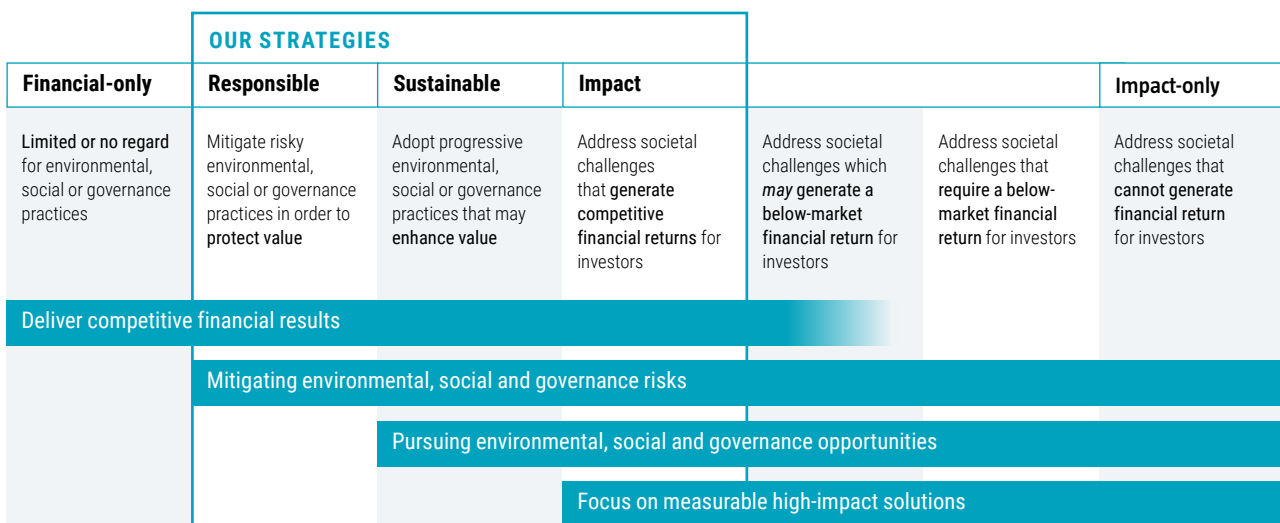 OUR STRATEGIES
Financial-only
Responsible
Sustainable
Impact
Impact-only
Limited or no regard
for environmental,
social or governance
practices
Mitigate risky
environmental,
social or governance
practices in order to
protect value
Adopt progressive
environmental,
social or governance
practices that may
enhance value
Address societal
challenges
that generate
competitive
financial returns for
investors
Address societal
challenges which
may generate a
below-market
financial return for
investors
Address societal
challenges that
require a below-
market financial
return for investors
Address societal
challenges that
cannot generate
financial return
for investors
Deliver competitive financial results
Mitigating environmental, social and governance risks
Pursuing environmental, social and governance opportunities
Focus on measurable high-impact solutions